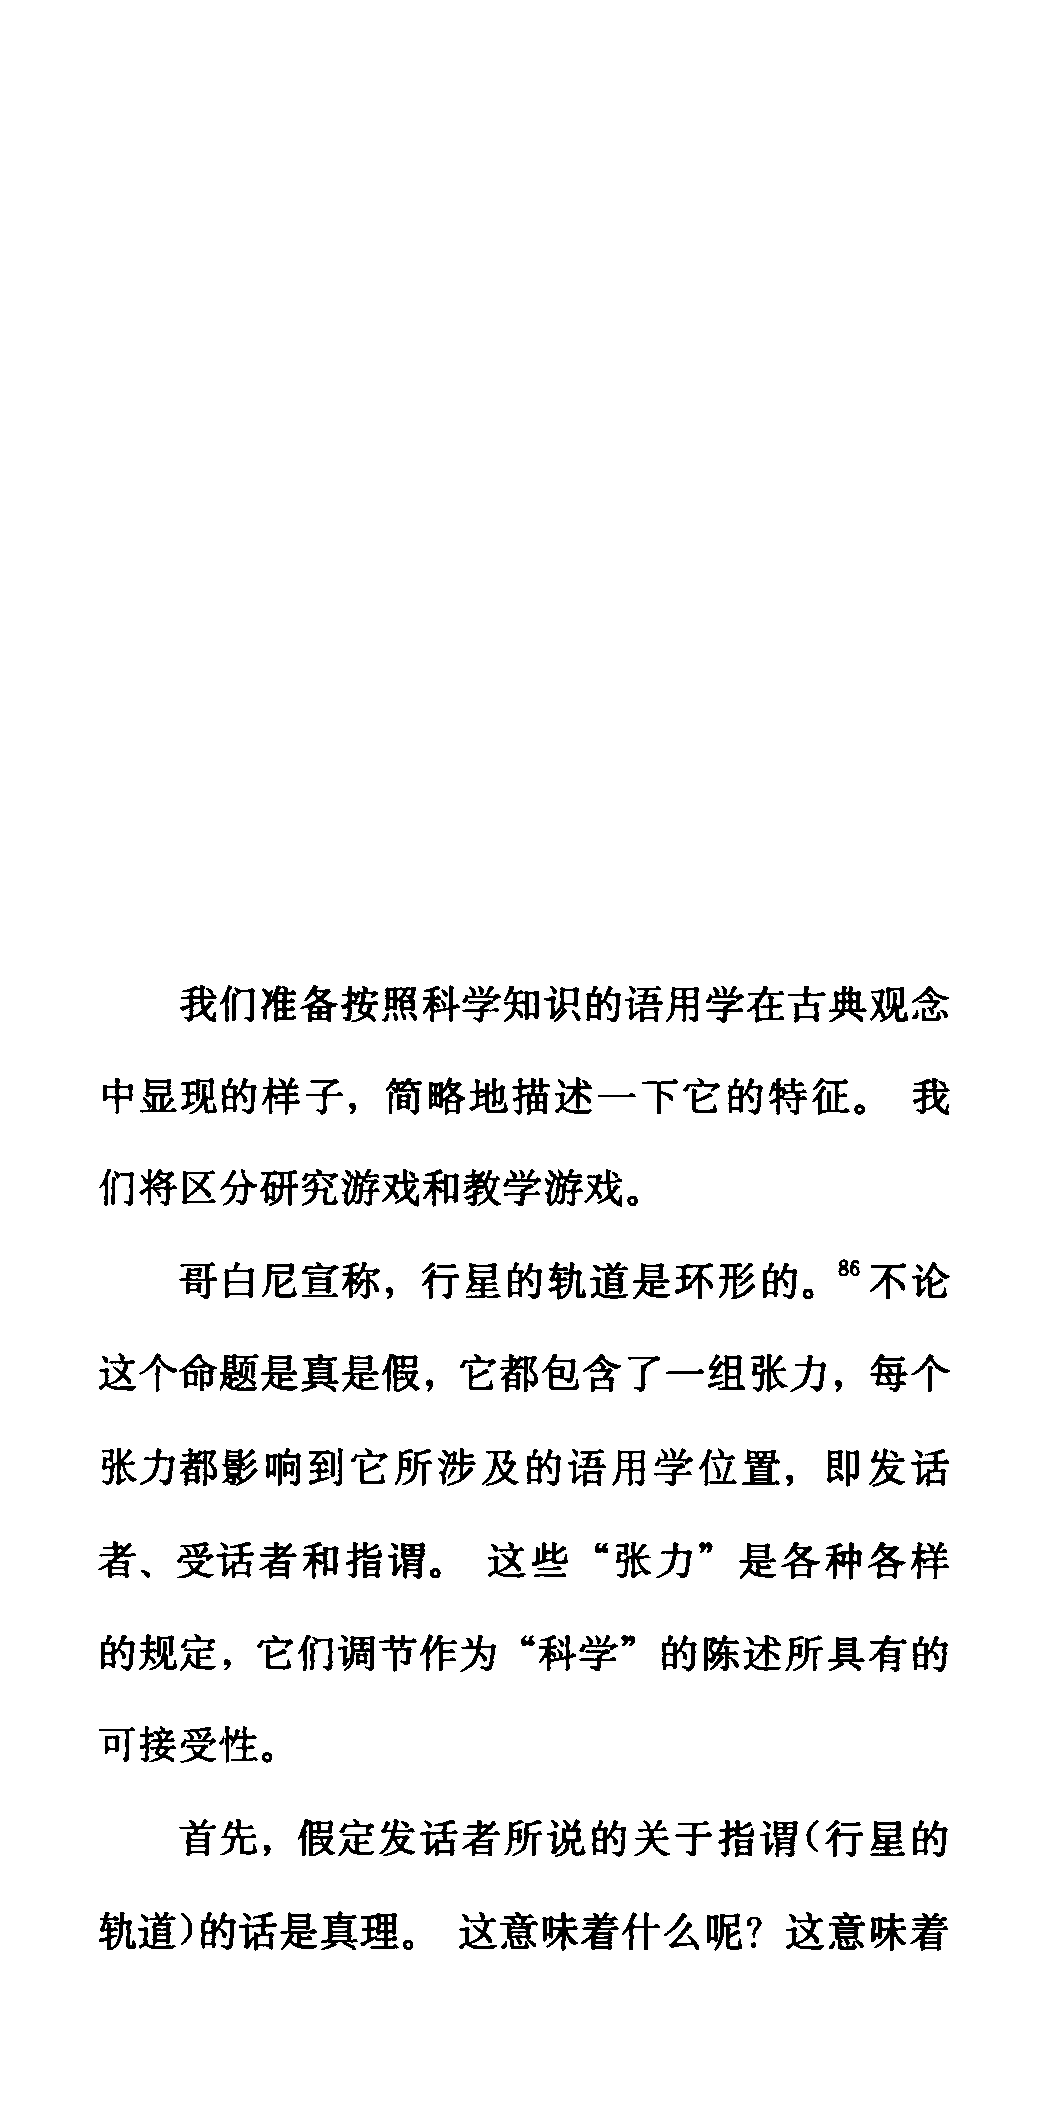 我们准备按照科学知识的语用学在古典观念
中显现的样子，简略地描述一下它的特征。 我
们将区分研究游戏和教学游戏。
哥白尼宣称，行星的轨道是环形的。86 不论
这个命题是真是假，它都包含了一组张力，每个
张力都影响到它所涉及的语用学位置，即发话
者、受话者和指谓。 这些“张力”是各种各样
的规定，它们调节作为“科学”的陈述所具有的
可接受性。
首先，假定发话者所说的关于指谓（行星的
轨道）的话是真理。 这意味着什么呢？这意味着